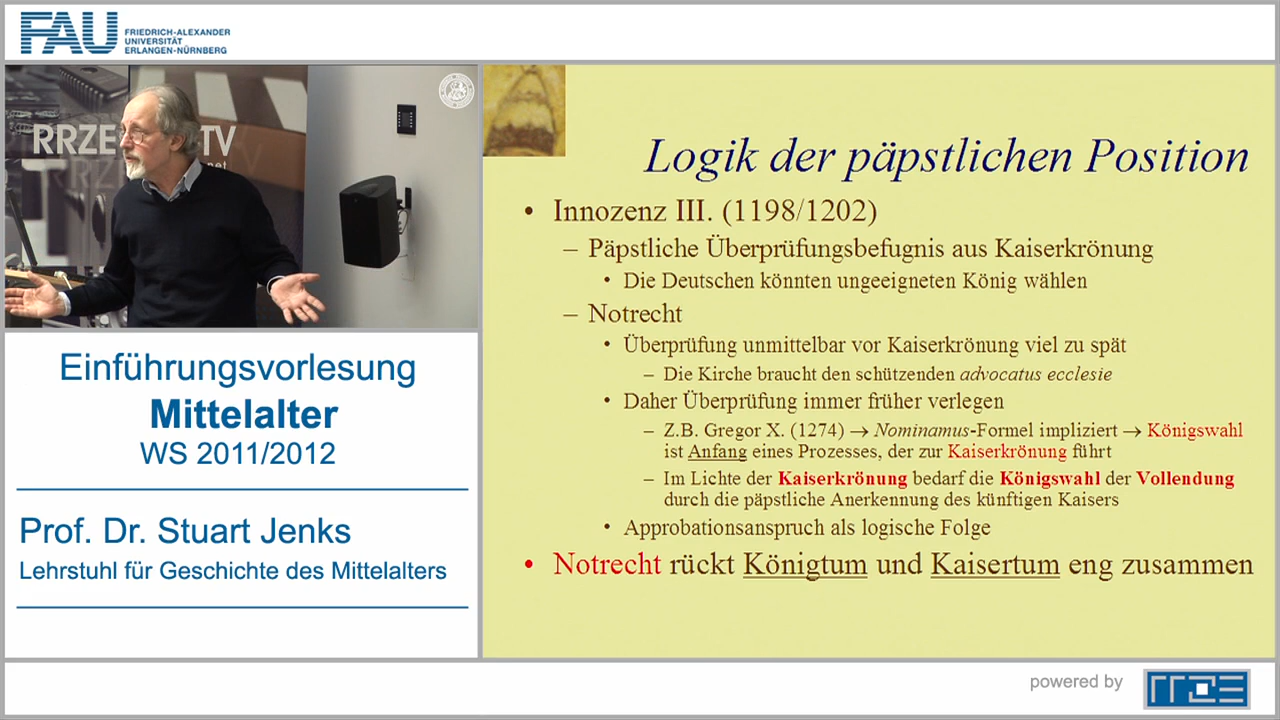 FAU
FRIEDRICH-ALEXANDER
UNIVERSITÄT
ERLANGEN-NÜRNBERG
RRZE TV
net
Einführungsvorlesung
Mittelalter
WS 2011/2012
Prof. Dr. Stuart Jenks
Lehrstuhl für Geschichte des Mittelalters
Logik der päpstlichen Position
• Innozenz III. (1198/1202)
– Päpstliche Überprüfungsbefugnis aus Kaiserkrönung
• Die Deutschen könnten ungeeigneten König wählen
– Notrecht
• Überprüfung unmittelbar vor Kaiserkrönung viel zu spät
– Die Kirche braucht den schützenden advocatus ecclesie
• Daher Überprüfung immer früher verlegen
– Z.B. Gregor X. (1274) → Nominamus-Formel impliziert → Königswahl
ist Anfang eines Prozesses, der zur Kaiserkrönung führt
– Im Lichte der Kaiserkrönung bedarf die Königswahl der Vollendung
durch die päpstliche Anerkennung des künftigen Kaisers
• Approbationsanspruch als logische Folge
• Notrecht rückt Königtum und Kaisertum eng zusammen
powered by
rrze